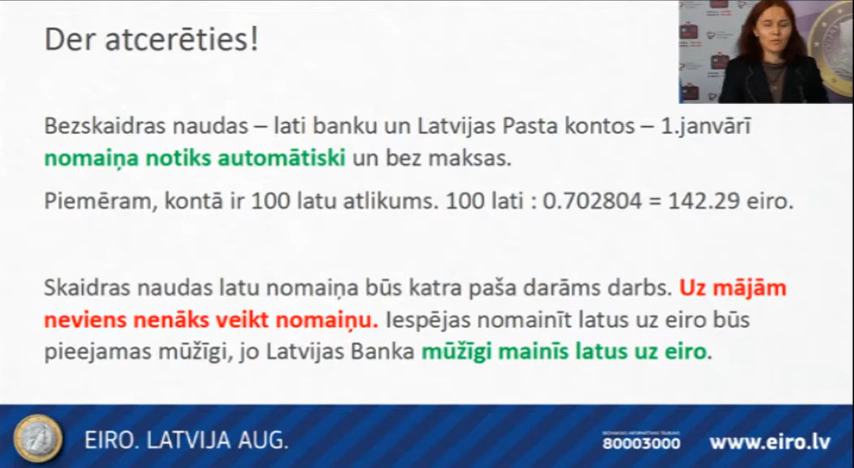 Der atcerēties!
Bezskaidras naudas – lati banku un Latvijas Pasta kontos – 1.janvārī
nomaiņa notiks automātiski un bez maksas.
Piemēram, kontā ir 100 latu atlikums. 100 lati : 0.702804 = 142.29 eiro.
Skaidras naudas latu nomaiņa būs katra paša darāms darbs. Uz mājām
neviens nenāks veikt nomaiņu. Iespējas nomainīt latus uz eiro būs
pieejamas mūžīgi, jo Latvijas Banka mūžīgi mainīs latus uz eiro.
EIRO. LATVIJA AUG.
80003000
www.eiro.lv